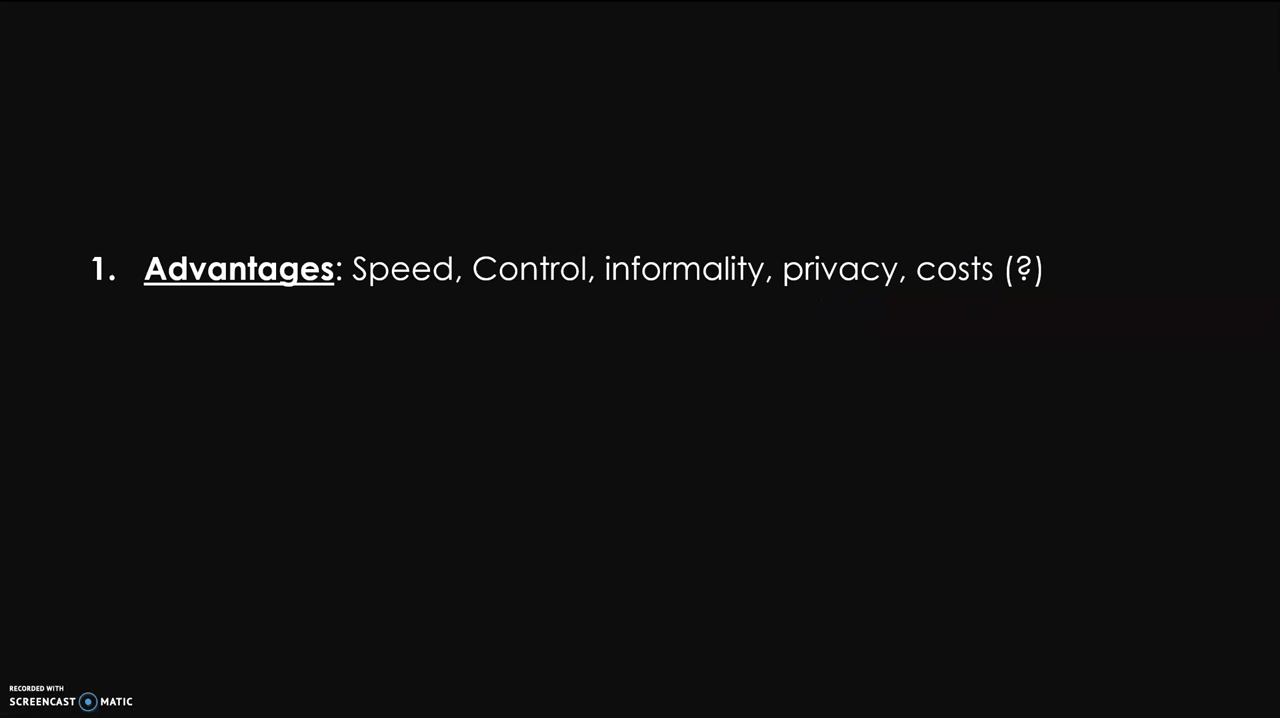 1. Advantages: Speed, Control, informality, privacy, costs (?)
RECORDED WITH
SCREENCAST MATIC